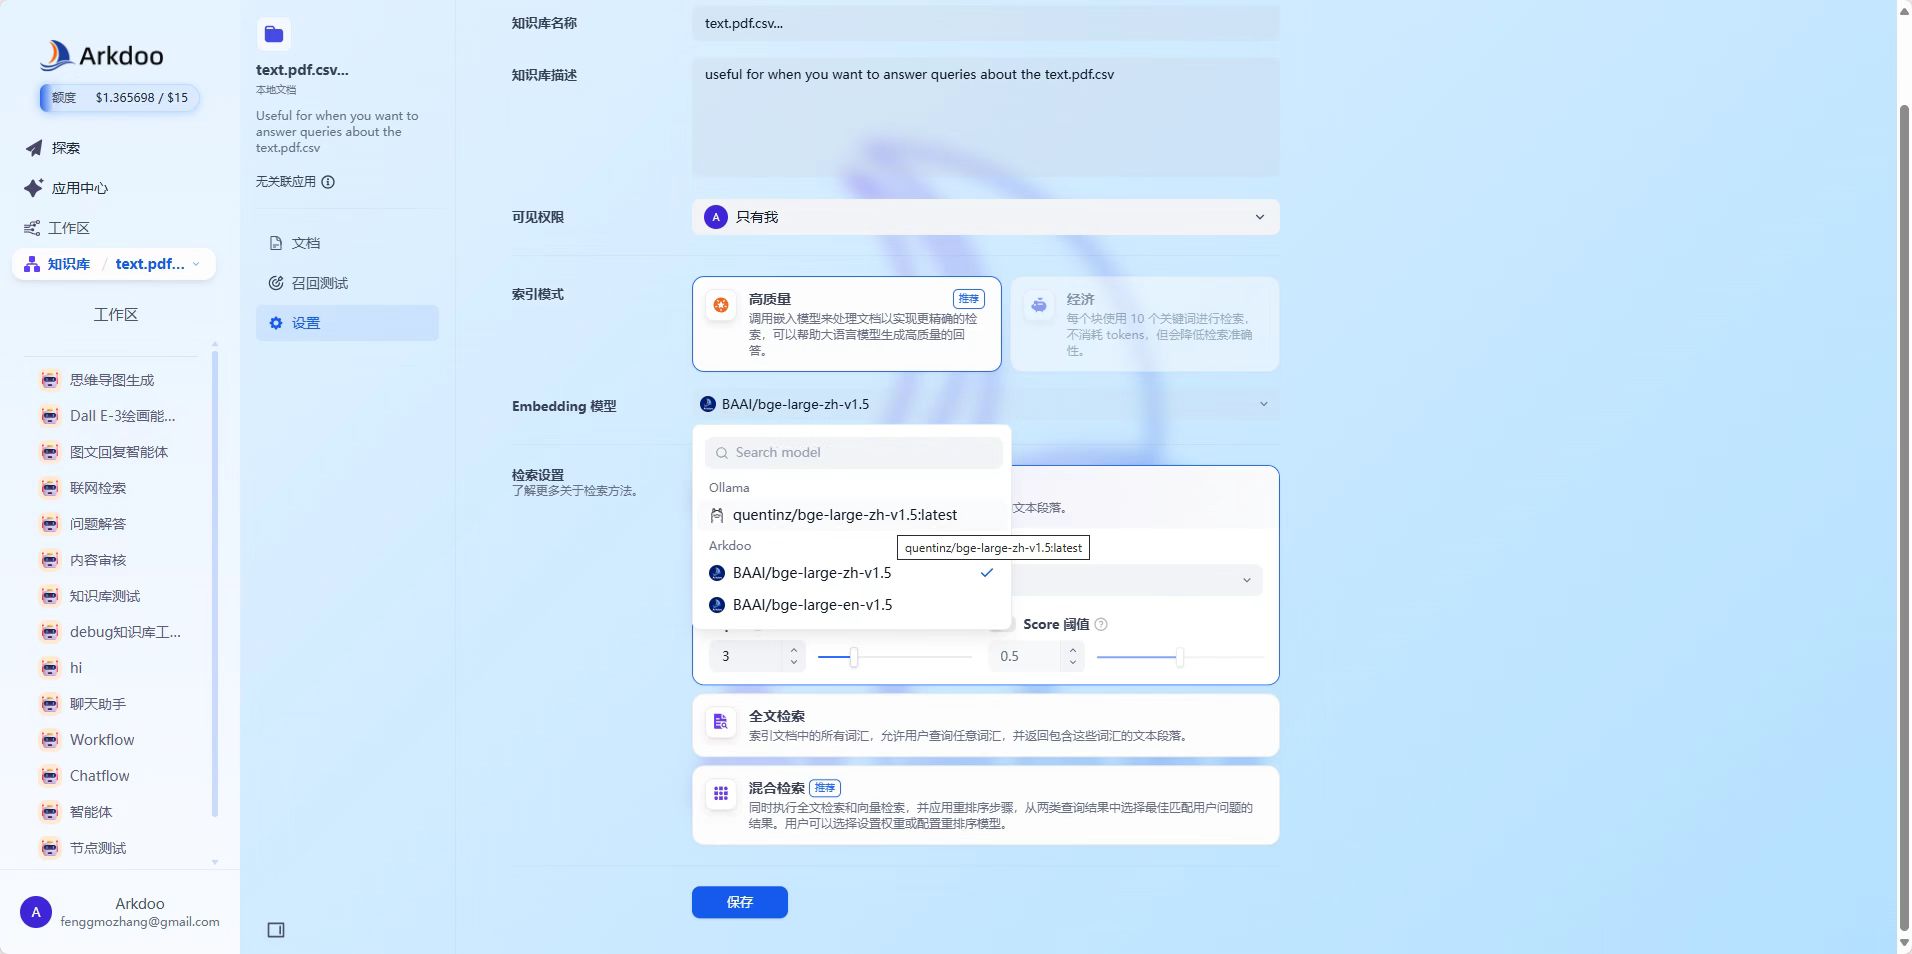 Arkdoo
额度 $1.365698 / $15
探索
应用中心
工作区
知识库 / text.pdf...
工作区
思维导图生成
Dall E-3绘画能...
图文回复智能体
联网检索
问题解答
内容审核
知识库测试
debug知识库工...
hi
聊天助手
Workflow
Chatflow
智能体
节点测试
A
Arkdoo
fenggmozhang@gmail.com
text.pdf.csv...
本地文档
Useful for when you want to
answer queries about the
text.pdf.csv
无关联应用
文档
召回测试
设置
知识库名称
text.pdf.csv...
知识库描述
useful for when you want to answer queries about the text.pdf.csv
可见权限
A 只有我
索引模式
高质量 推荐
调用嵌入模型来处理文档以实现更精确的检
索，可以帮助大语言模型生成高质量的回
答。
经济
每个块使用 10 个关键词进行检索，
不消耗 tokens，但会降低检索准确
性。
Embedding 模型
BAAI/bge-large-zh-v1.5
Search model
Ollama
quentinz/bge-large-zh-v1.5:latest
Arkdoo
quentinz/bge-large-zh-v1.5:latest
BAAI/bge-large-zh-v1.5
BAAI/bge-large-en-v1.5
检索设置
了解更多关于检索方法。
文本段落。
Score 阈值
3
0.5
全文检索
索引文档中的所有词汇，允许用户查询任意词汇，并返回包含这些词汇的文本段落。
混合检索 推荐
同时执行全文检索和向量检索，并应用重排序步骤，从两类查询结果中选择最佳匹配用户问题的
结果。用户可以选择设置权重或配置重排序模型。
保存